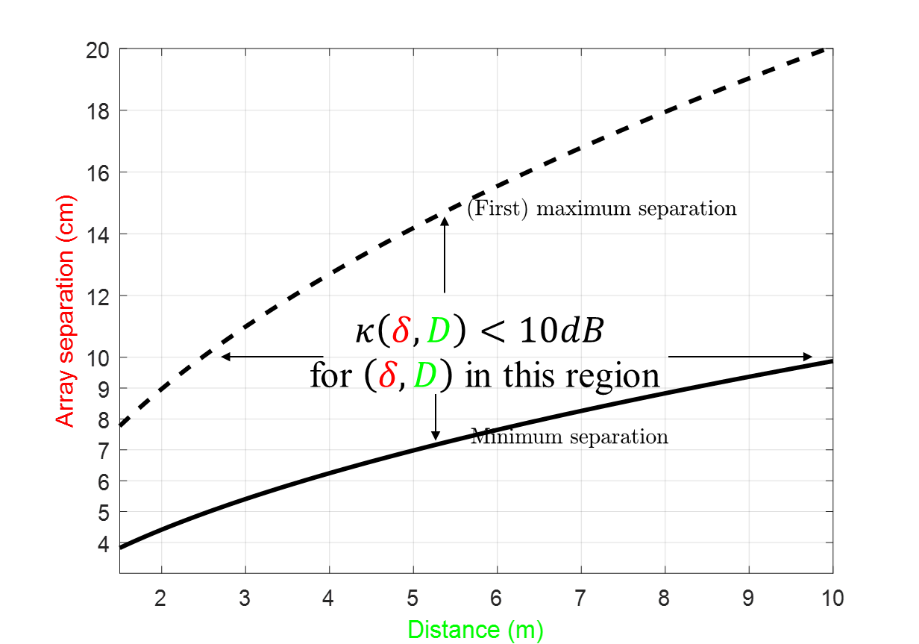 20
18
16
14
12
10
9
8
7
6
5
4
Array separation (cm)
(First) maximum separation
κ(δ, D) < 10dB
for (δ, D) in this region
Minimum separation
2 3 4 5 6 7 8 9 10
Distance (m)